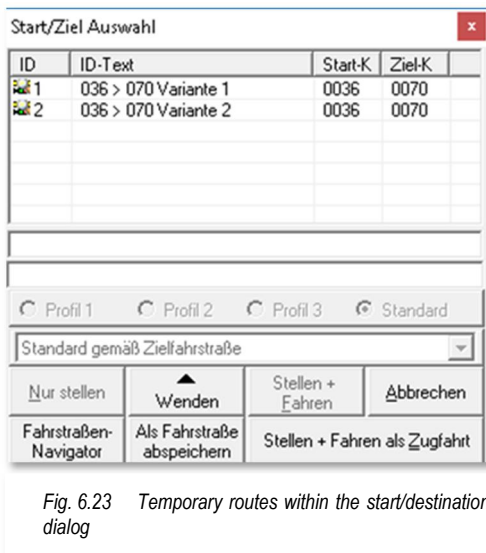 Start/Ziel Auswahl x
ID ID-Text Start-K Ziel-K
1 036 > 070 Variante 1 0036 0070
2 036 > 070 Variante 2 0036 0070
Profil 1 Profil 2 Profil 3 Standard
Standard gemäß Zielfahrstraße
Nur stellen Wenden Stellen + Fahren Abbrechen
Fahrstraßen-Navigator Als Fahrstraße abspeichern Stellen + Fahren als Zugfahrt
Fig. 6.23 Temporary routes within the start/destination
dialog